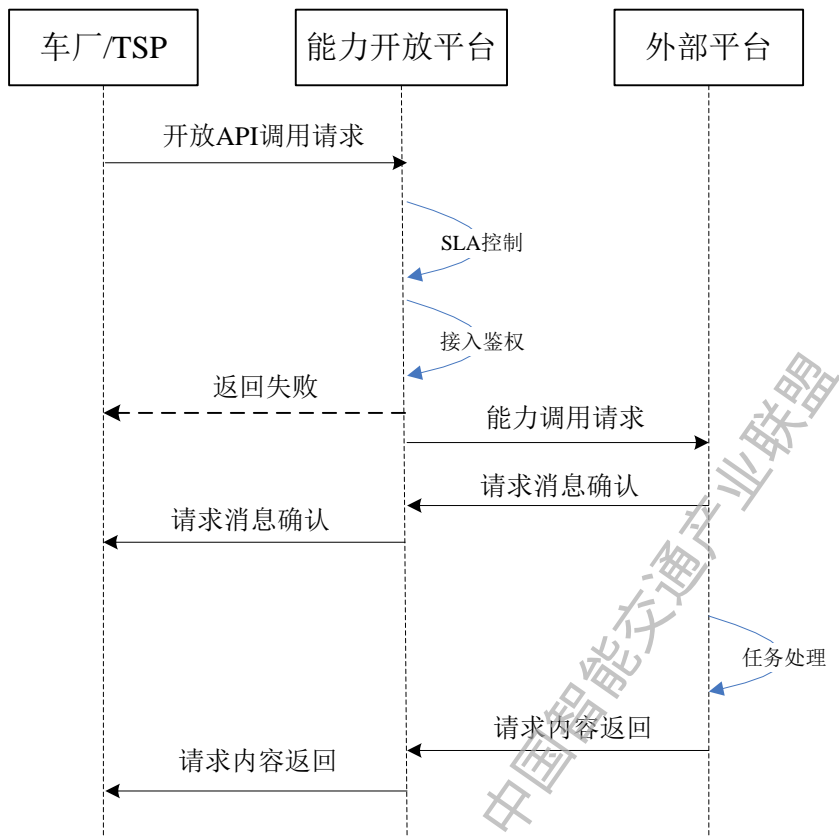 车厂/TSP
能力开放平台
外部平台
开放API调用请求
SLA控制
接入鉴权
返回失败
能力调用请求
请求消息确认
请求消息确认
任务处理
请求内容返回
请求内容返回
中国智能交通产业联盟